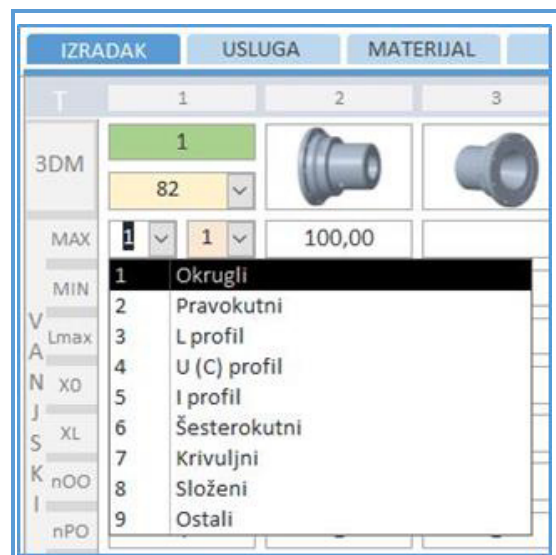 IZRADAK USLUGA MATERIJAL
T 1 2 3
3DM 1
82
MAX 1 1 100,00
1 Okrugli
MIN
2 Pravokutni
Lmax 3 L profil
4 U (C) profil
X0 5 I profil
XL 6 Šesterokutni
7 Krivuljni
nOO 8 Složeni
nPO 9 Ostali
VANJSKI